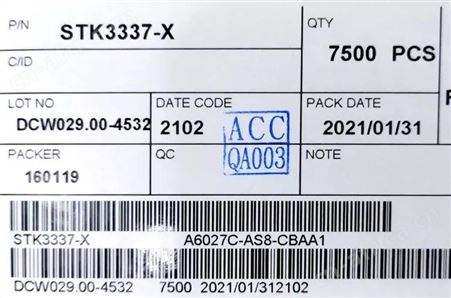 P/N STK3337-X QTY 7500 PCS
C/ID
LOT NO DATE CODE PACK DATE
DCW029.00-4532 2102 ACC 2021/01/31
PACKER QC QA003 NOTE
160119
STK3337-X A6027C-AS8-CBAA1
DCW029.00-4532 7500 2021/01/312102